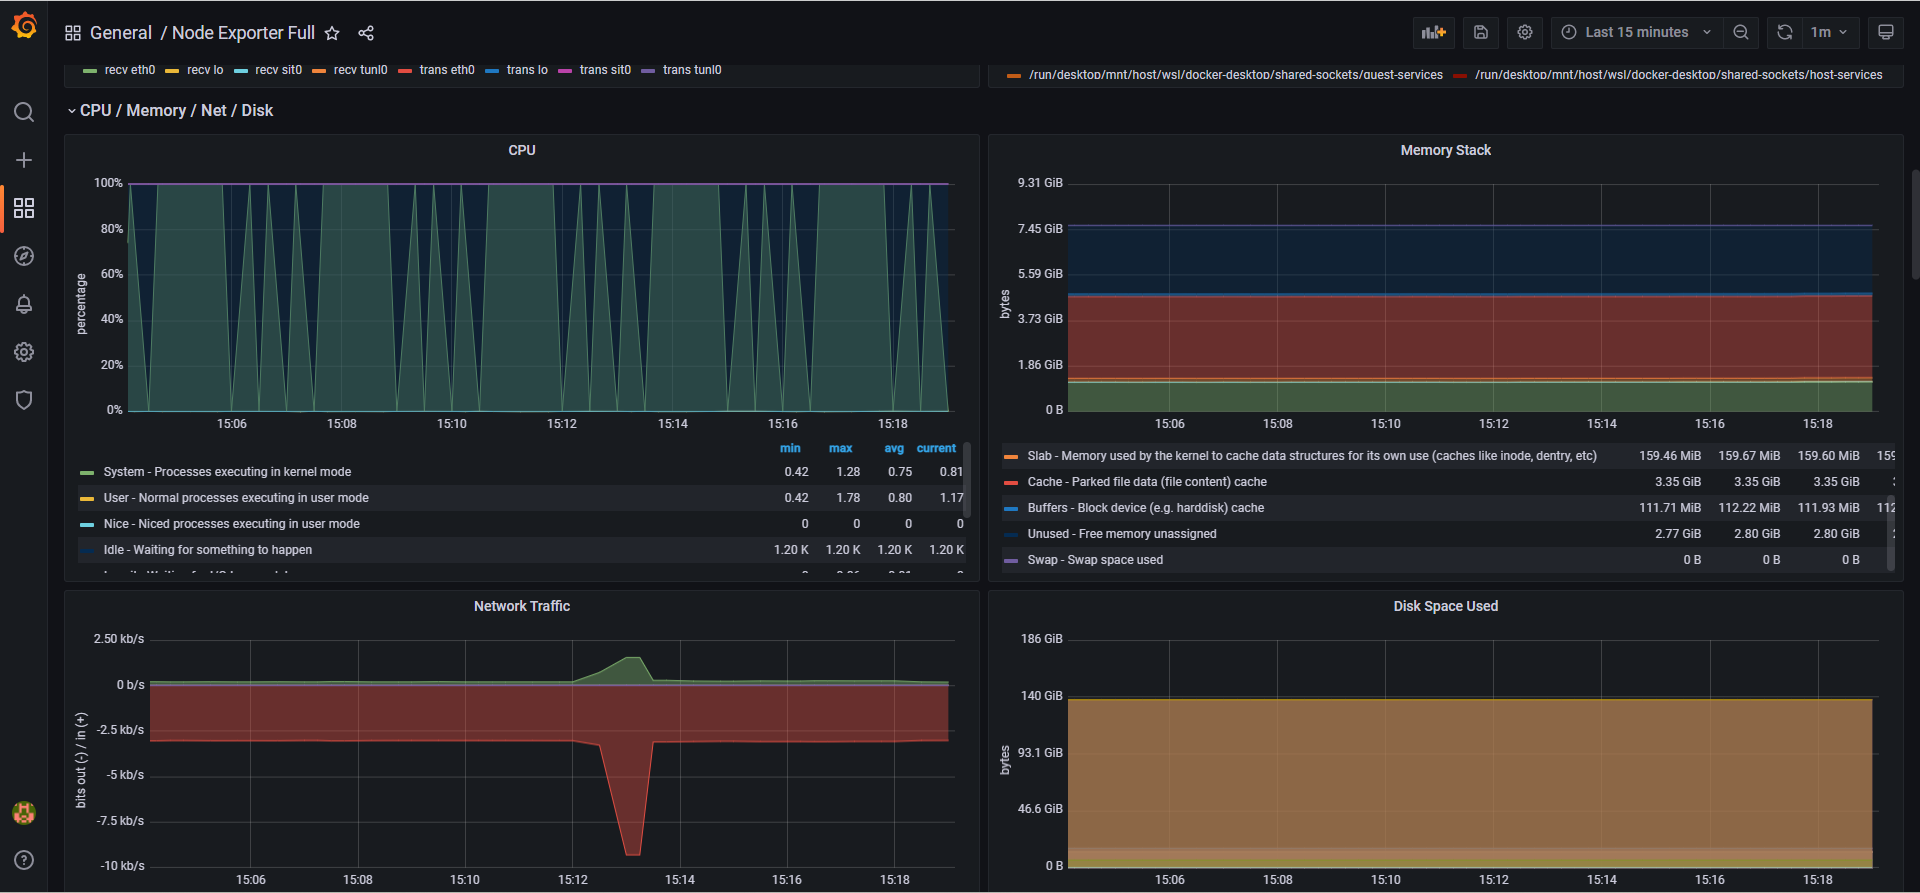 General / Node Exporter Full
Last 15 minutes
1m
recv eth0 recv lo recv sit0 recv tunl0 trans eth0 trans lo trans sit0 trans tunl0
/run/desktop/mnt/host/wsl/docker-desktop/shared-sockets/guest-services /run/desktop/mnt/host/wsl/docker-desktop/shared-sockets/host-services
CPU / Memory / Net / Disk
CPU
percentage
100%
80%
60%
40%
20%
0%
15:06 15:08 15:10 15:12 15:14 15:16 15:18
min max avg current
System - Processes executing in kernel mode 0.42 1.28 0.75 0.81
User - Normal processes executing in user mode 0.42 1.78 0.80 1.17
Nice - Niced processes executing in user mode 0 0 0 0
Idle - Waiting for something to happen 1.20 K 1.20 K 1.20 K 1.20 K
Memory Stack
bytes
9.31 GiB
7.45 GiB
5.59 GiB
3.73 GiB
1.86 GiB
0 B
15:06 15:08 15:10 15:12 15:14 15:16 15:18
Slab - Memory used by the kernel to cache data structures for its own use (caches like inode, dentry, etc) 159.46 MiB 159.67 MiB 159.60 MiB 159
Cache - Parked file data (file content) cache 3.35 GiB 3.35 GiB 3.35 GiB
Buffers - Block device (e.g. harddisk) cache 111.71 MiB 112.22 MiB 111.93 MiB 112
Unused - Free memory unassigned 2.77 GiB 2.80 GiB 2.80 GiB
Swap - Swap space used 0 B 0 B 0 B
Network Traffic
bits out (-) / in (+)
2.50 kb/s
0 b/s
-2.5 kb/s
-5 kb/s
-7.5 kb/s
-10 kb/s
15:06 15:08 15:10 15:12 15:14 15:16 15:18
Disk Space Used
bytes
186 GiB
140 GiB
93.1 GiB
46.6 GiB
0 B
15:06 15:08 15:10 15:12 15:14 15:16 15:18